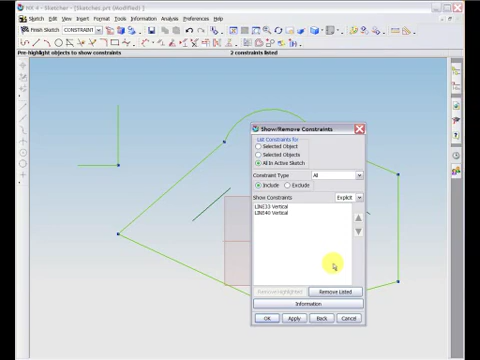 NX 4 - Sketcher - [Sketches.prt (Modified)]
File Edit View Insert Format Tools Information Analysis Preferences Help
Finish Sketch CONSTRAINT
Pre-highlight objects to show constraints 2 constraints listed
Show/Remove Constraints
List Constraints for
Selected Object
Selected Objects
All In Active Sketch
Constraint Type All
Include Exclude
Show Constraints Explicit
LINE33 Vertical
LINE40 Vertical
Remove Highlighted Remove Listed
Information
OK Apply Back Cancel